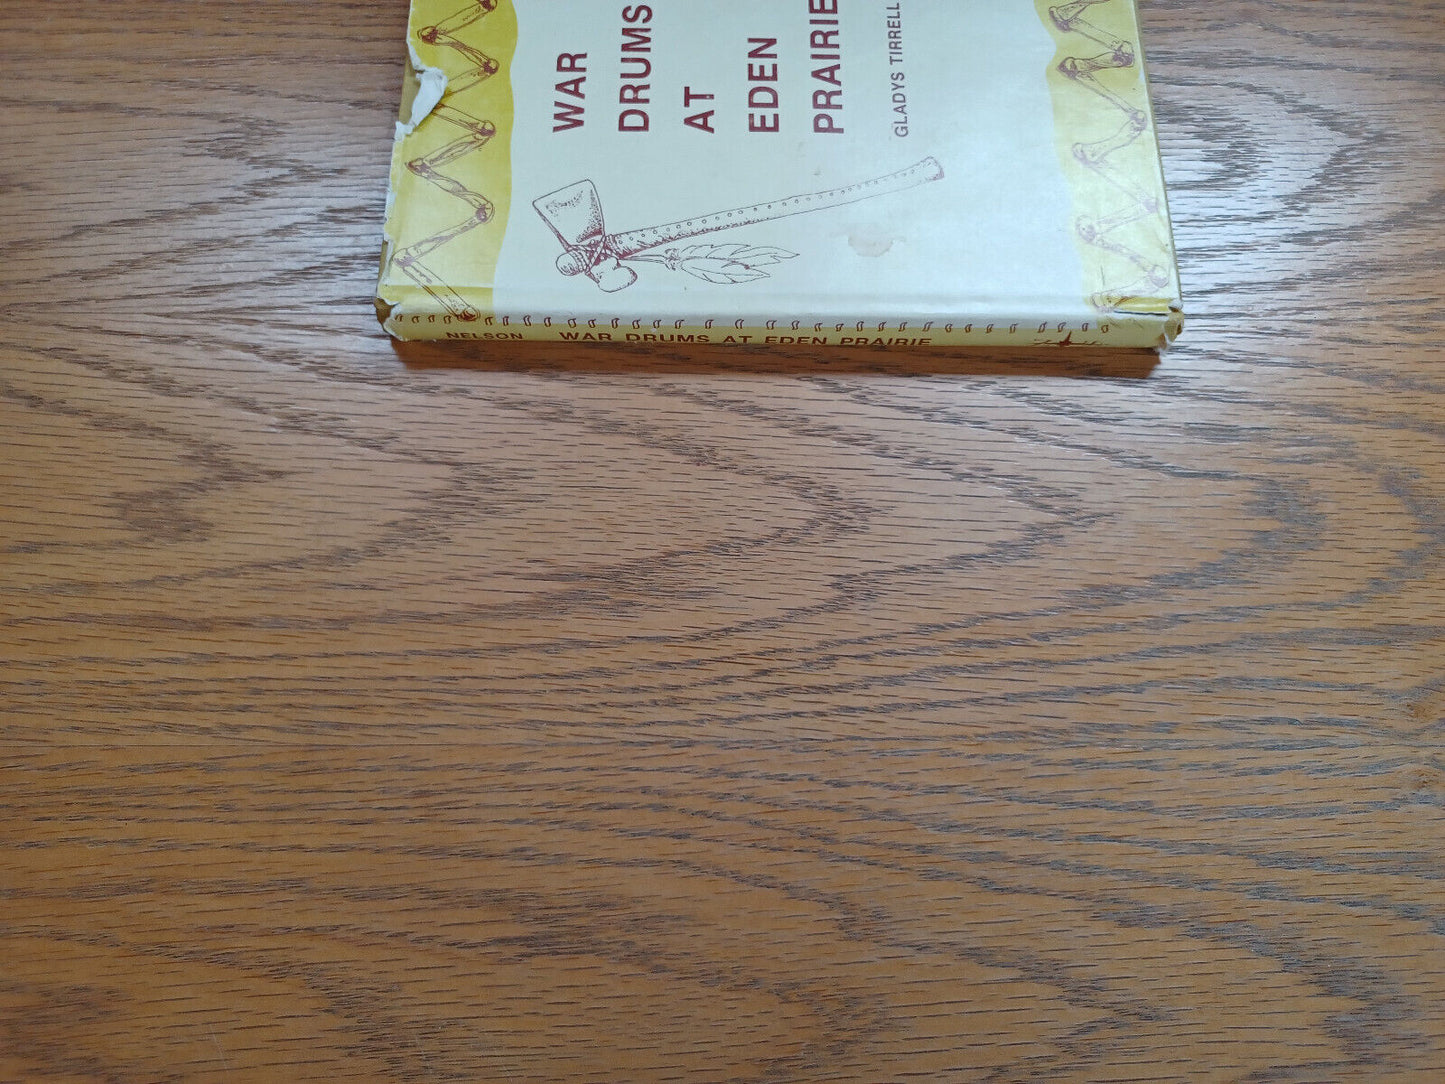 WAR
DRUMS
AT
EDEN
PRAIRIE
GLADYS TIRRELL
NELSON WAR DRUMS AT EDEN PRAIRIE